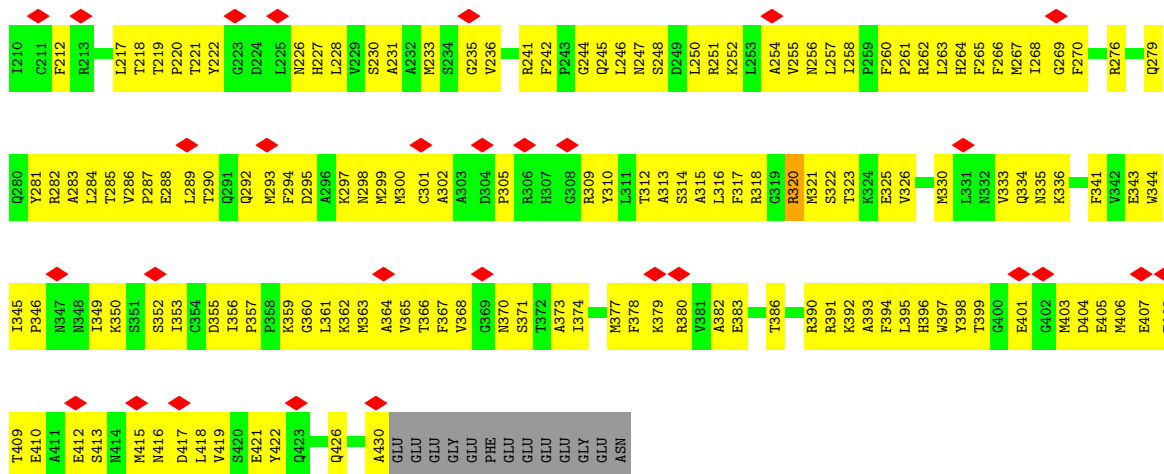 I210 C211 F212 R213 L217 T218 T219 P220 T221 Y222 G223 D224 L225 N226 H227 L228 V229 S230 A231 A232 M233 S234 G235 V236 R241 F242 P243 G244 Q245 L246 N247 S248 D249 L250 R251 K252 L253 A254 V255 N256 L257 I258 P259 F260 P261 R262 L263 H264 F265 F266 M267 I268 G269 F270 R276 Q279
Q280 Y281 R282 A283 L284 T285 V286 P287 E288 L289 T290 Q291 Q292 M293 F294 D295 A296 K297 N298 M299 M300 C301 A302 A303 D304 P305 R306 H307 G308 R309 Y310 L311 T312 A313 S314 A315 L316 F317 R318 G319 R320 M321 S322 T323 K324 E325 V326 M330 L331 N332 V333 Q334 N335 K336 F341 V342 E343 W344
I345 P346 N347 N348 I349 K350 S351 S352 I353 C354 D355 I356 P357 P358 K359 G360 L361 K362 M363 A364 V365 T366 F367 V368 G369 N370 S371 T372 A373 I374 M377 F378 K379 R380 V381 A382 E383 T386 R390 R391 K392 A393 F394 L395 H396 W397 Y398 T399 G400 E401 G402 M403 D404 E405 M406 E407
T409 E410 A411 E412 S413 N414 M415 N416 D417 L418 V419 S420 E421 Y422 Q423 Q426 A430 GLU GLU GLU GLY GLU PHE GLU GLU GLU GLU GLY GLU ASN